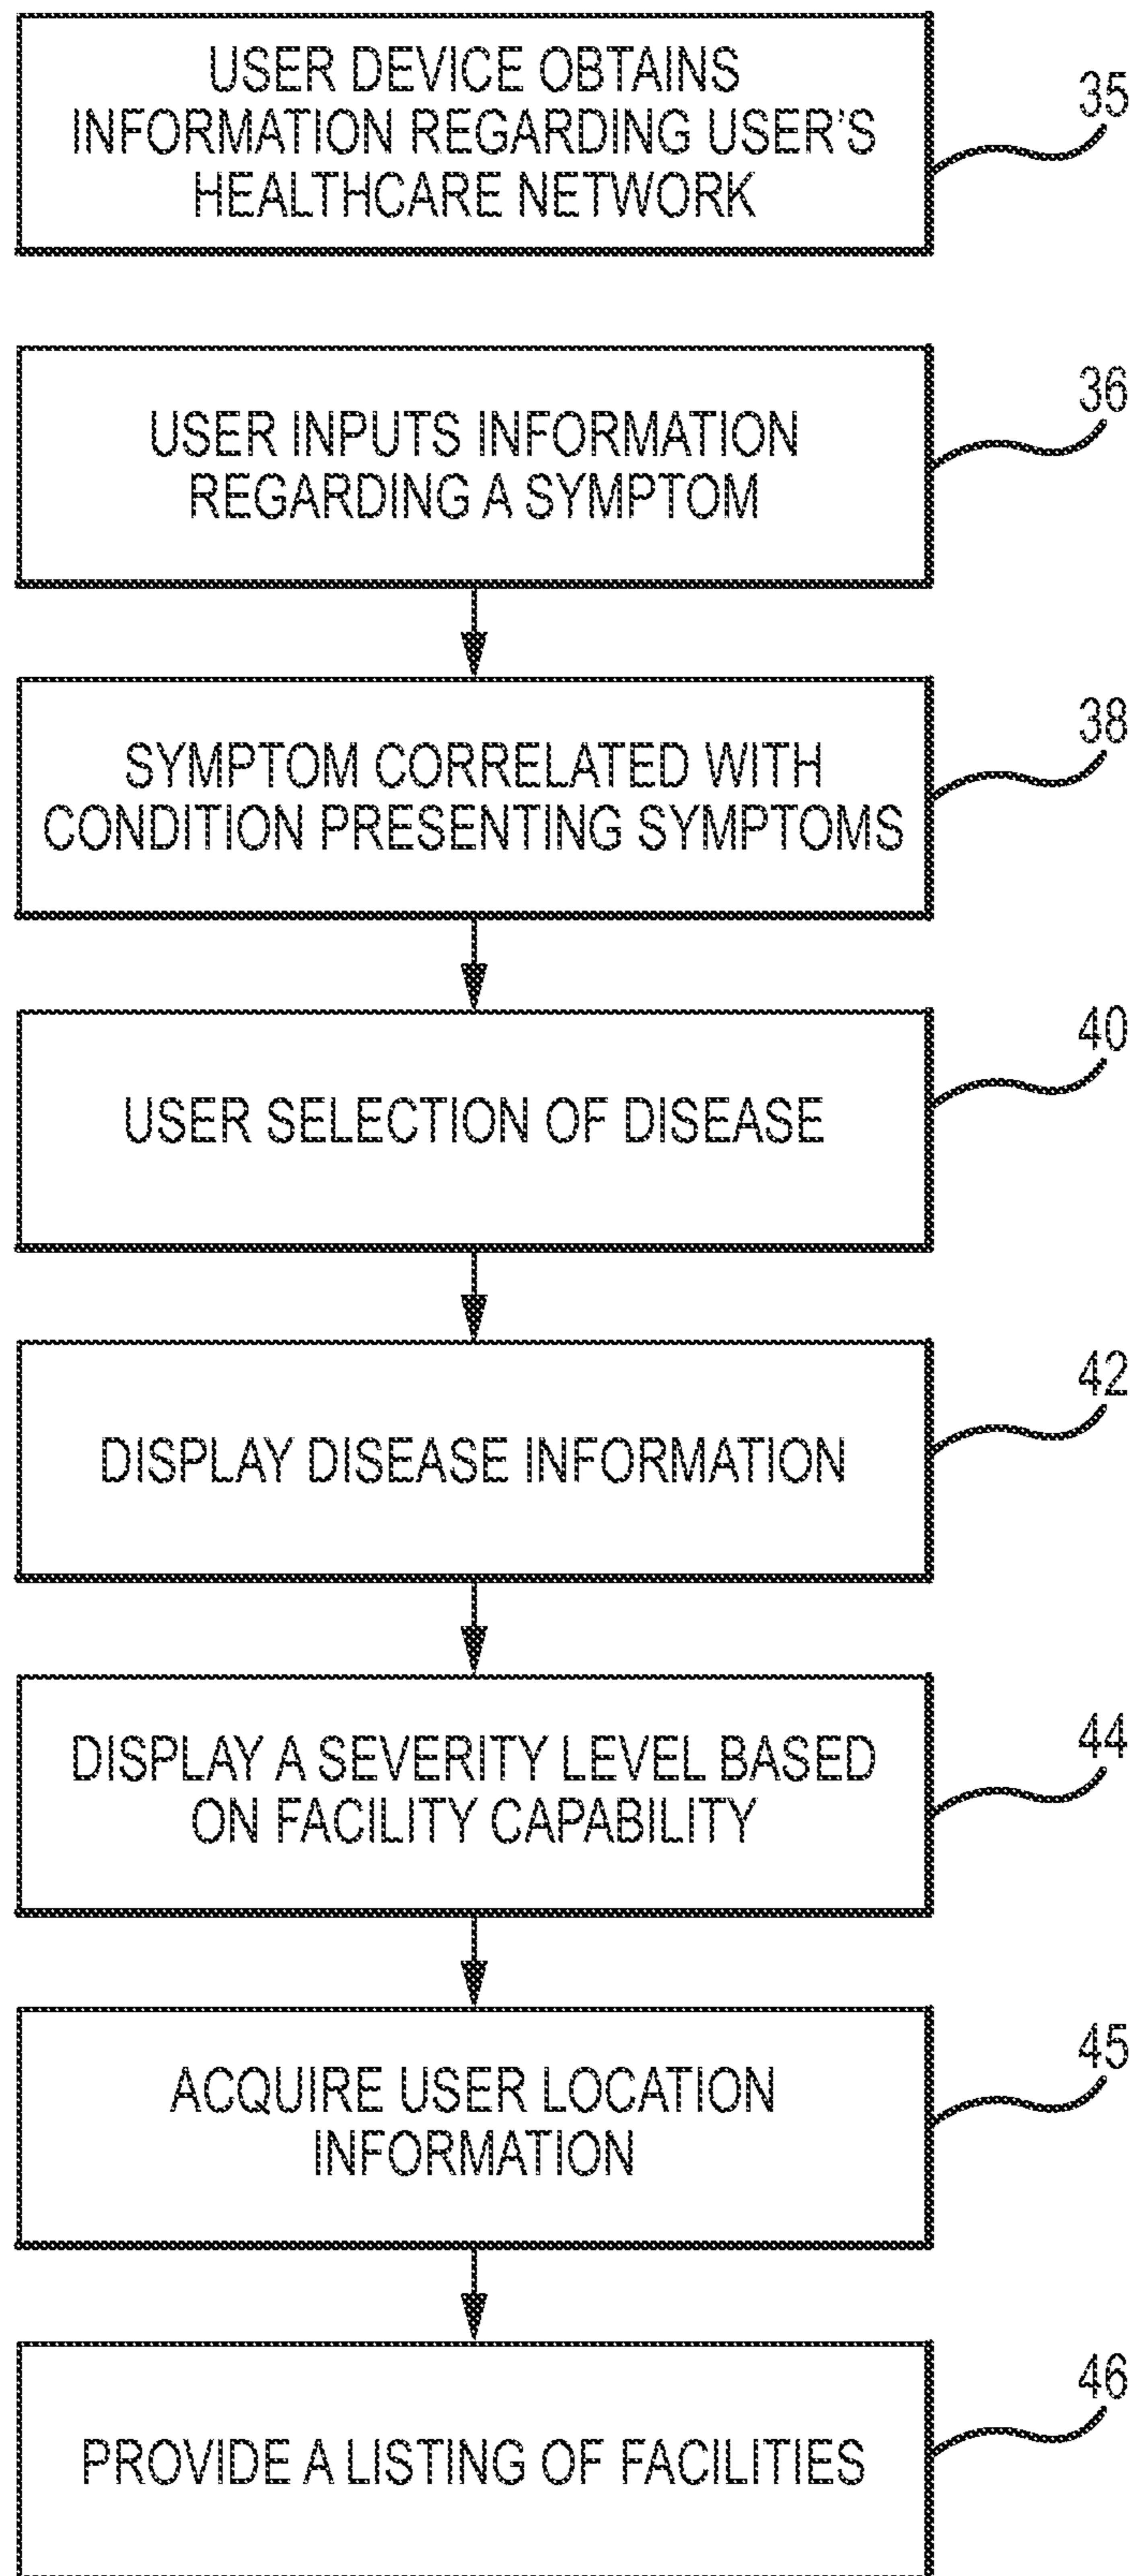 USER DEVICE OBTAINS
INFORMATION REGARDING USER'S
HEALTHCARE NETWORK
35
USER INPUTS INFORMATION
REGARDING A SYMPTOM
36
SYMPTOM CORRELATED WITH
CONDITION PRESENTING SYMPTOMS
38
USER SELECTION OF DISEASE
40
DISPLAY DISEASE INFORMATION
42
DISPLAY A SEVERITY LEVEL BASED
ON FACILITY CAPABILITY
44
ACQUIRE USER LOCATION
INFORMATION
45
PROVIDE A LISTING OF FACILITIES
46